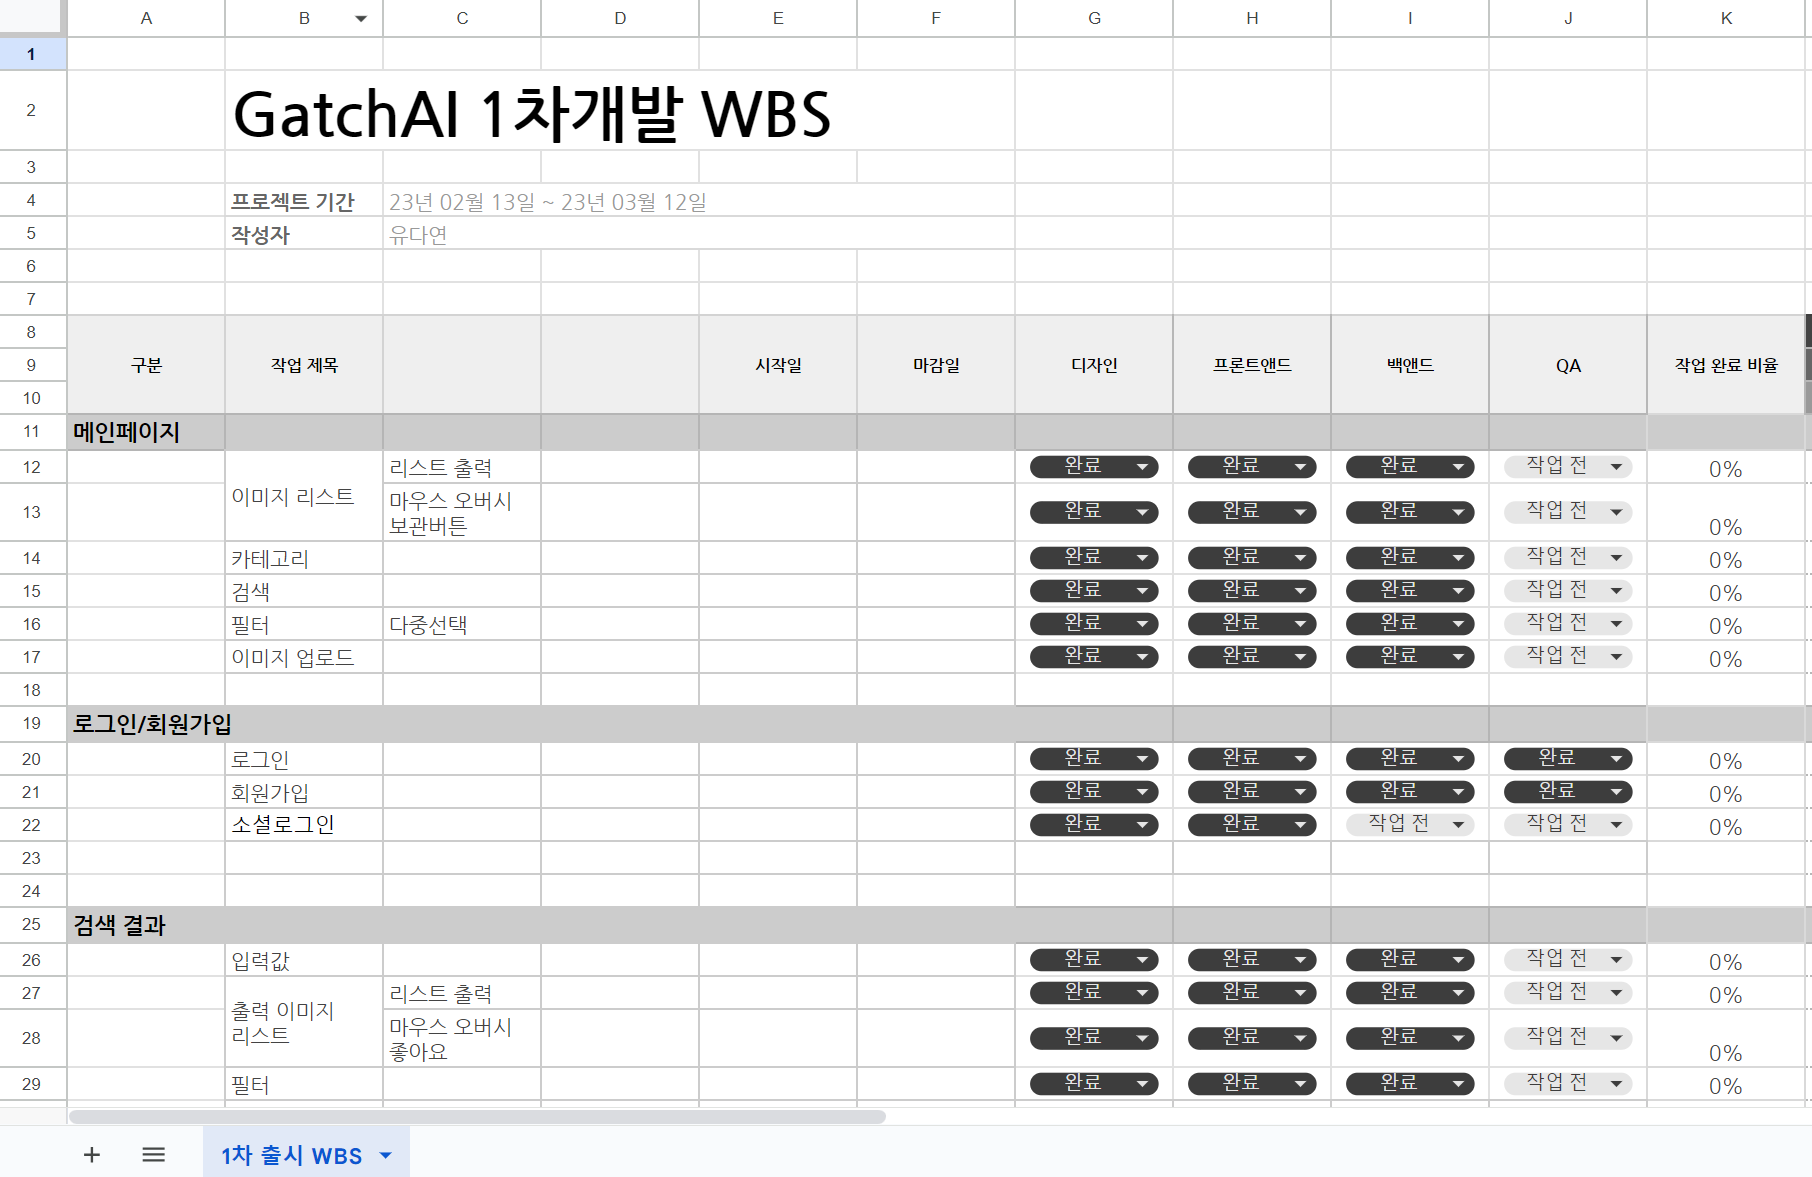 A B C D E F G H I J K
1
2 GatchAI 1차개발 WBS
3
4 프로젝트 기간 23년 02월 13일 ~ 23년 03월 12일
5 작성자 유다연
6
7
8
9 구분 작업 제목 시작일 마감일 디자인 프론트앤드 백앤드 QA 작업 완료 비율
10
11 메인페이지
12 리스트 출력 완료 완료 완료 작업 전 0%
이미지 리스트
13 마우스 오버시 완료 완료 완료 작업 전 0%
보관버튼
14 카테고리 완료 완료 완료 작업 전 0%
15 검색 완료 완료 완료 작업 전 0%
16 필터 다중선택 완료 완료 완료 작업 전 0%
17 이미지 업로드 완료 완료 완료 작업 전 0%
18
19 로그인/회원가입
20 로그인 완료 완료 완료 완료 0%
21 회원가입 완료 완료 완료 완료 0%
22 소셜로그인 완료 완료 작업 전 작업 전 0%
23
24
25 검색 결과
26 입력값 완료 완료 완료 작업 전 0%
27 리스트 출력 완료 완료 완료 작업 전 0%
출력 이미지
리스트
28 마우스 오버시 완료 완료 완료 작업 전 0%
좋아요
29 필터 완료 완료 완료 작업 전 0%
1차 출시 WBS